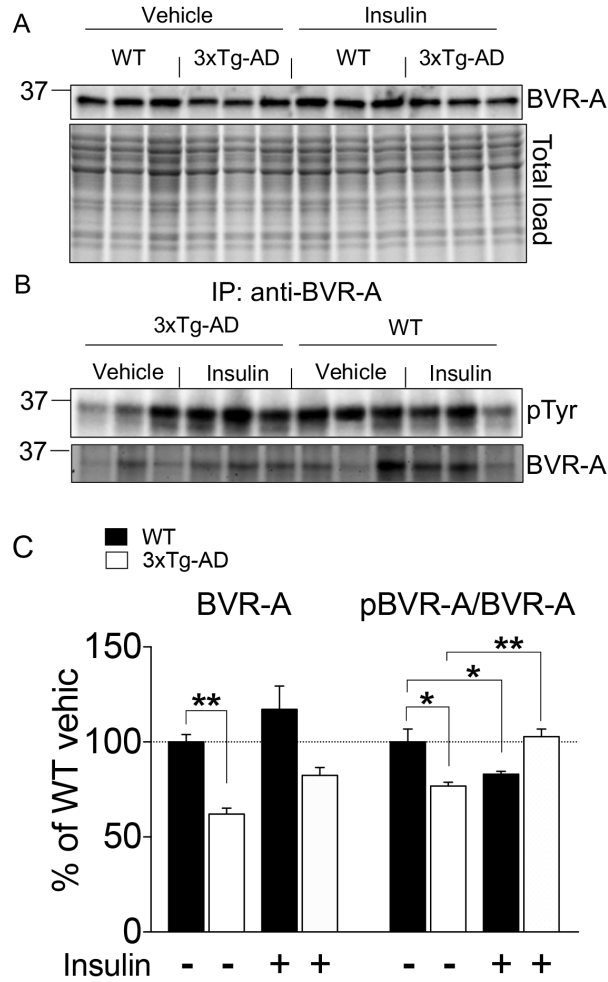 A
Vehicle Insulin
WT 3xTg-AD WT 3xTg-AD
37 BVR-A
Total load
B
IP: anti-BVR-A
3xTg-AD WT
Vehicle Insulin Vehicle Insulin
37 pTyr
37 BVR-A
C
WT
3xTg-AD
BVR-A pBVR-A/BVR-A
% of WT vehic
150
100
50
0
** * * **
Insulin - - + + - - + +